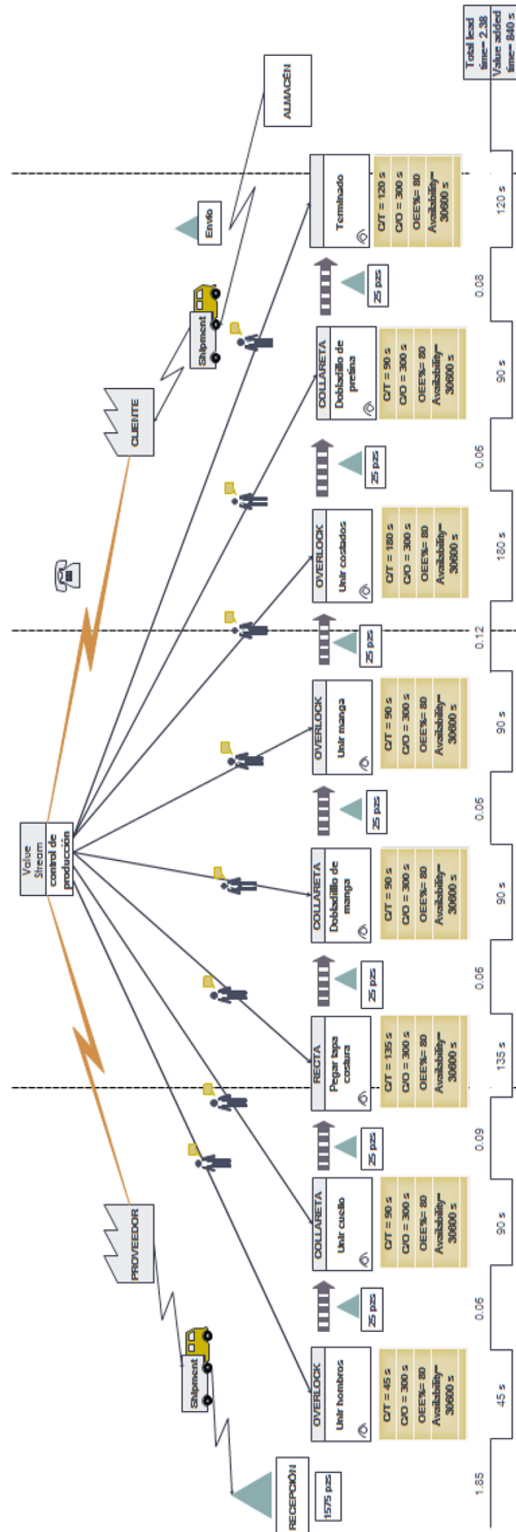 Value
Stream
control de
producción
PROVEEDOR
CLIENTE
Shipment
Shipment
Envío
RECEPCIÓN
1575 pzs
ALMACÉN
OVERLOCK
Unir hombros
C/T = 45 s
C/O = 300 s
OEE%= 80
Availability=
30600 s
25 pzs
COLLARETA
Unir cuello
C/T = 90 s
C/O = 300 s
OEE%= 80
Availability=
30600 s
25 pzs
RECTA
Pegar tapa
costura
C/T = 135 s
C/O = 300 s
OEE%= 80
Availability=
30600 s
25 pzs
COLLARETA
Dobladillo de
manga
C/T = 90 s
C/O = 300 s
OEE%= 80
Availability=
30600 s
25 pzs
OVERLOCK
Unir manga
C/T = 90 s
C/O = 300 s
OEE%= 80
Availability=
30600 s
25 pzs
OVERLOCK
Unir costados
C/T = 180 s
C/O = 300 s
OEE%= 80
Availability=
30600 s
25 pzs
COLLARETA
Dobladillo de
pretina
C/T = 90 s
C/O = 300 s
OEE%= 80
Availability=
30600 s
25 pzs
Terminado
C/T = 120 s
C/O = 300 s
OEE%= 80
Availability=
30600 s
1.85
45 s
0.06
90 s
0.09
135 s
0.06
90 s
0.06
90 s
0.12
180 s
0.06
90 s
0.08
120 s
Total lead
time= 2.38
Value added
time= 840 s